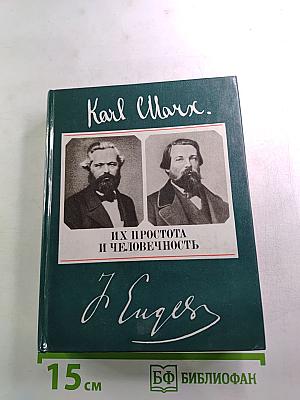 Karl Marx.
ИХ ПРОСТОТА
И ЧЕЛОВЕЧНОСТЬ
F Engels
15 см
БФ БИБЛИОФАН